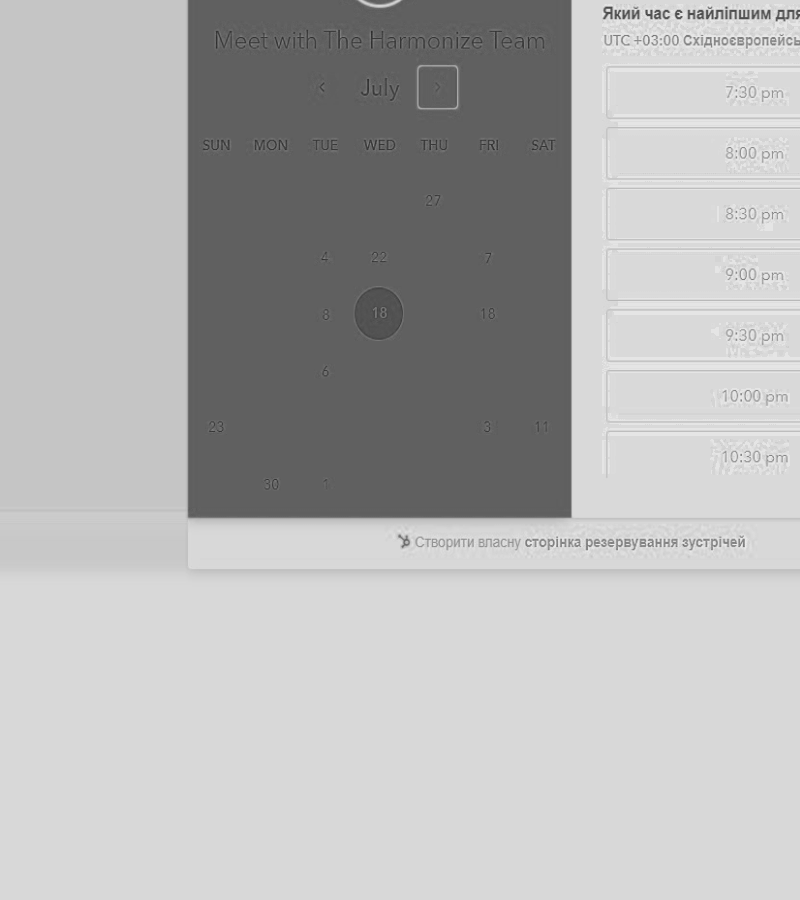 Meet with The Harmonize Team
July
SUN MON TUE WED THU FRI SAT
27
4 22 7
8 18 18
6
23 3 11
30 1
Який час є найліпшим для
UTC +03:00
7:30 pm
8:00 pm
8:30 pm
9:00 pm
9:30 pm
10:00 pm
10:30 pm
Створити власну сторінка резервування зустрічей